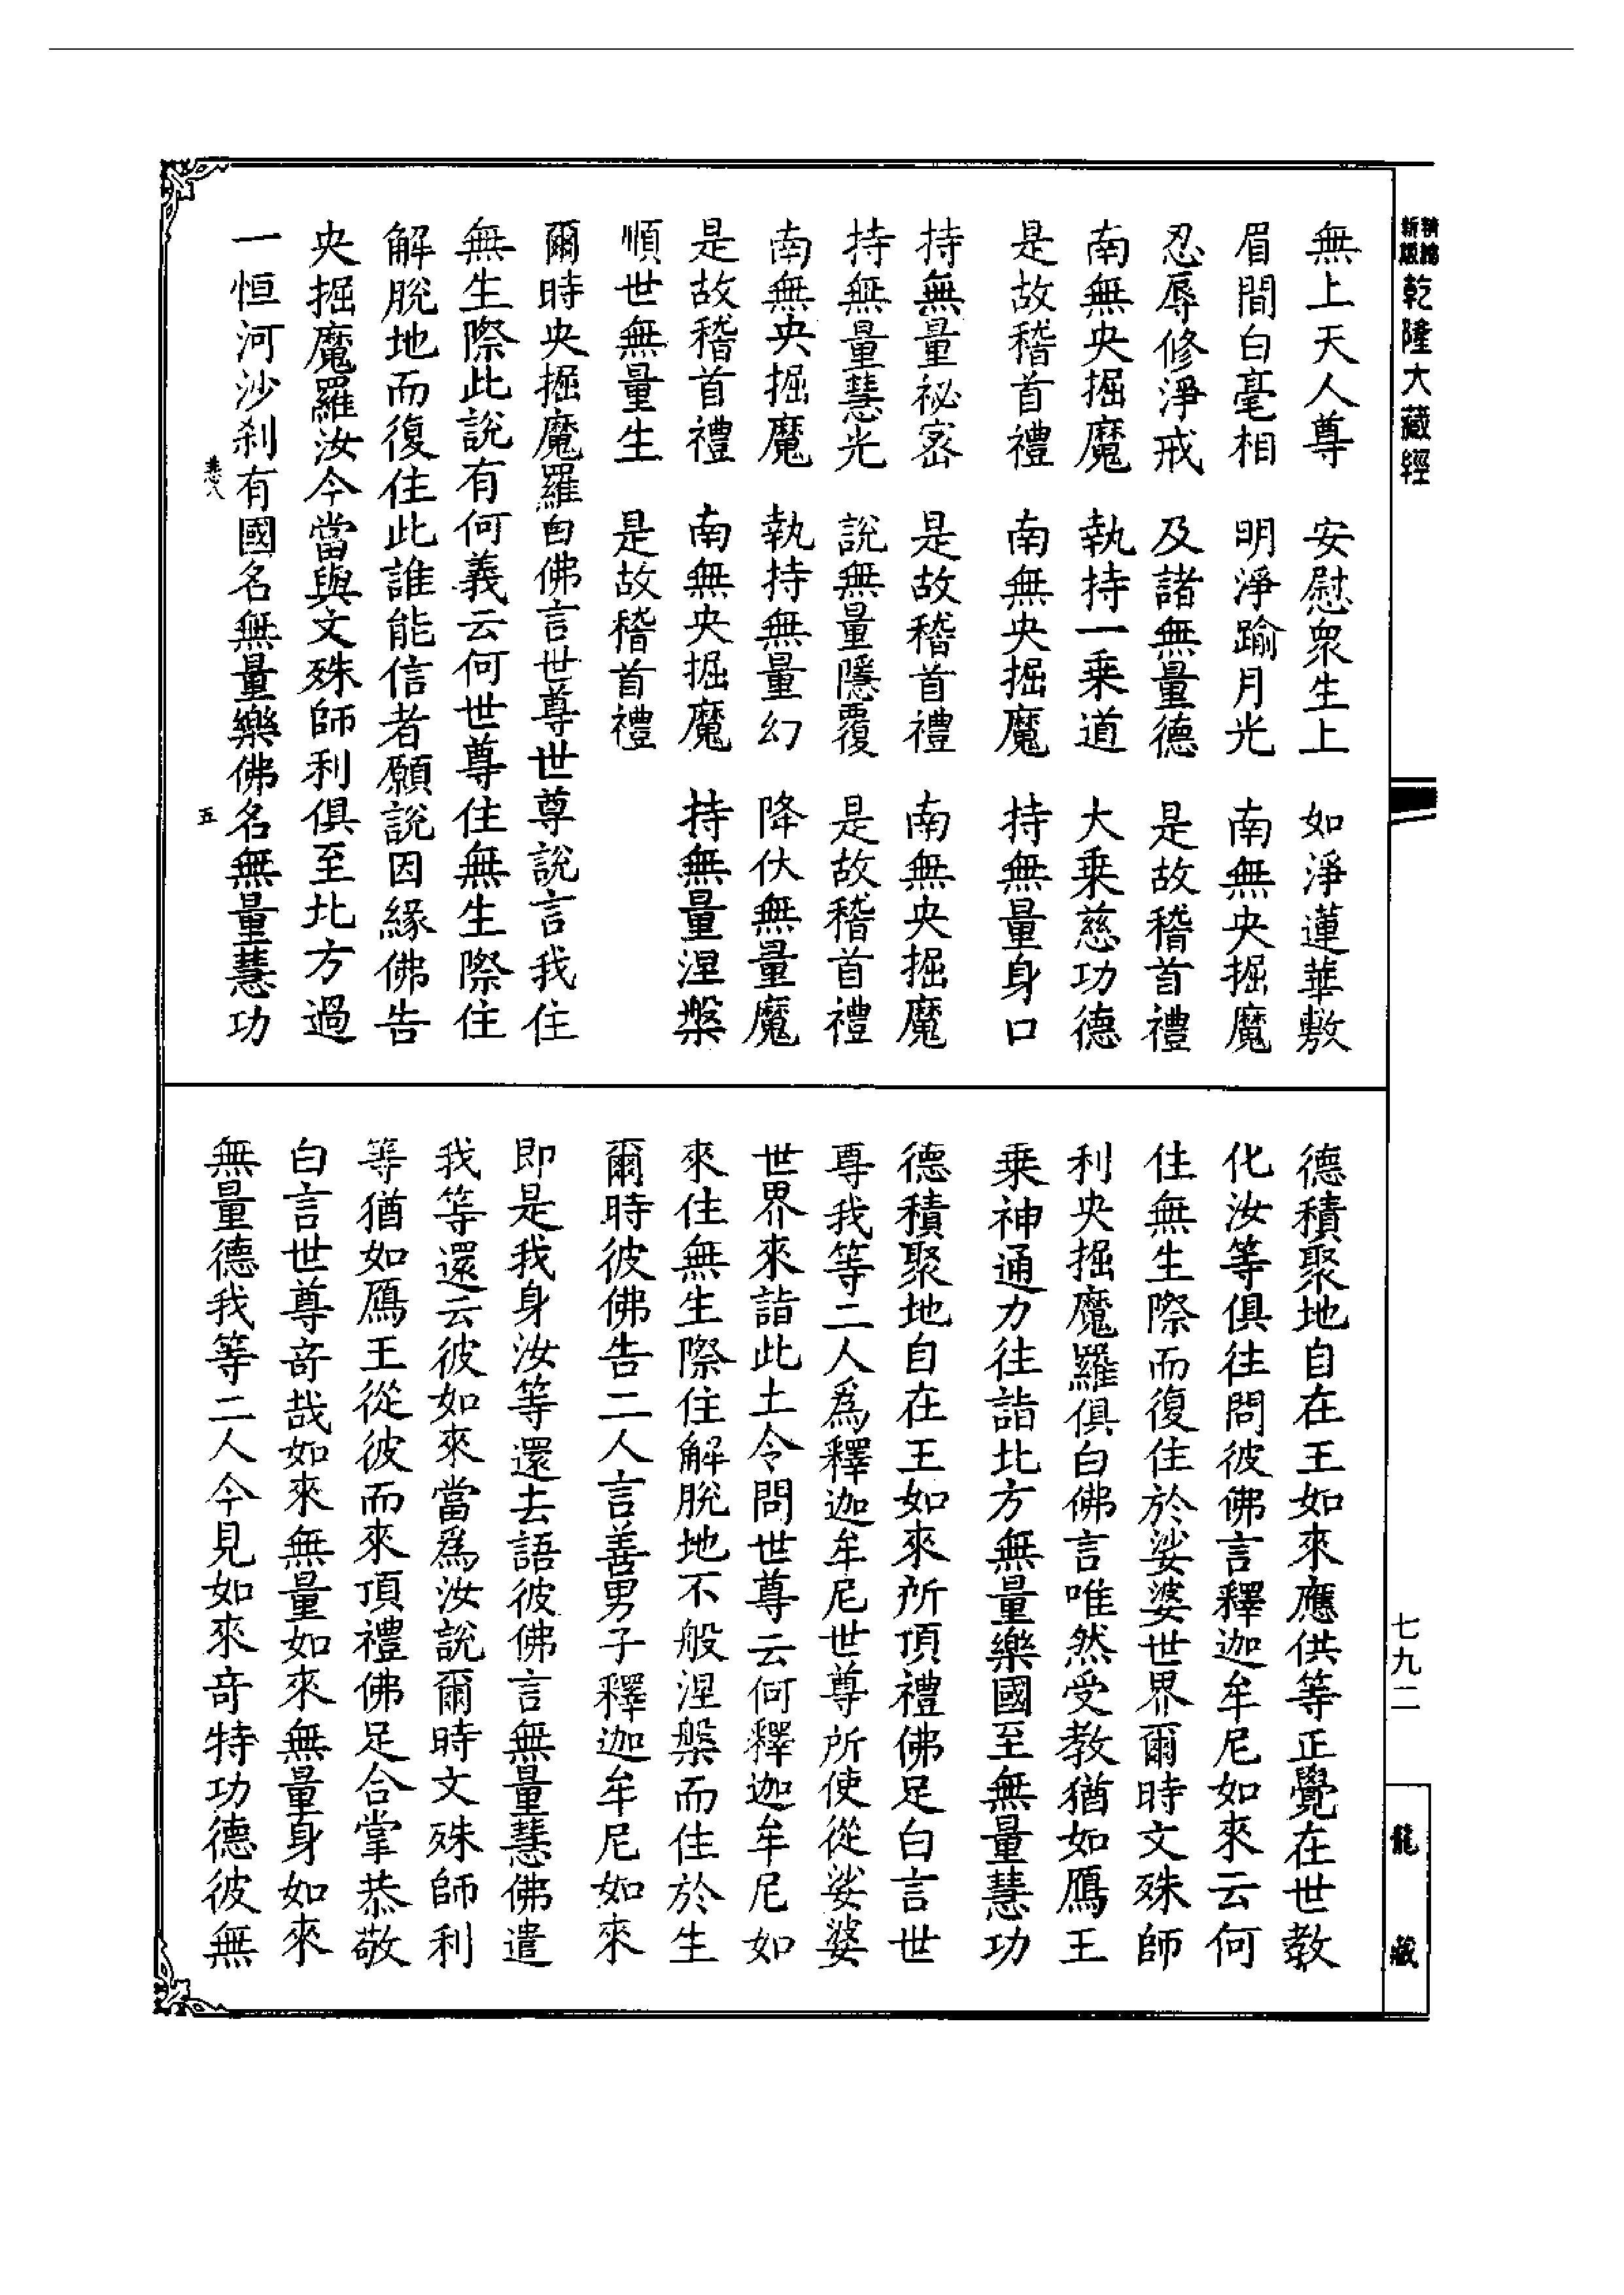 新編縮版乾隆大藏經
無上天人尊　安慰眾生上　如淨蓮華敷
眉間白毫相　明淨踰月光　南無央掘魔
忍辱修淨戒　及諸無量德　是故稽首禮
南無央掘魔　執持一乗道　大乗慈功德
是故稽首禮　南無央掘魔　持無量身口
持無量祕宻　是故稽首禮　南無央掘魔
持無量慧光　說無量隱覆　是故稽首禮
南無央掘魔　執持無量幻　降伏無量魔
是故稽首禮　南無央掘魔　持無量涅槃
順世無量生　是故稽首禮
爾時央掘魔羅白佛言世尊世尊說言我住
無生際此說有何義云何世尊住無生際住
解脫地而復住此誰能信者願說因緣佛告
央掘魔羅汝今當與文殊師利俱至北方過
一恒河沙剎有國名無量樂佛名無量慧功
五
德積聚地自在王如來應供等正覺在世教
化汝等俱往問彼佛言釋迦牟尼如來云何
住無生際而復住於娑婆世界爾時文殊師
利央掘魔羅俱白佛言唯然受教猶如鴈王
乗神通力往詣北方無量樂國至無量慧功
德積聚地自在王如來所頂禮佛足白言世
尊我等二人爲釋迦牟尼世尊所使從娑婆
世界來詣此土令問世尊云何釋迦牟尼如
來住無生際住解脫地不般涅槃而住於生
爾時彼佛告二人言善男子釋迦牟尼如來
即是我身汝等還去語彼佛言無量慧佛遣
我等還云彼如來當爲汝說爾時文殊師利
等猶如鴈王從彼而來頂禮佛足合掌恭敬
白言世尊竒哉如來無量如來無量身如來
無量德我等二人今見如來竒特功德彼無
七九二
龍藏